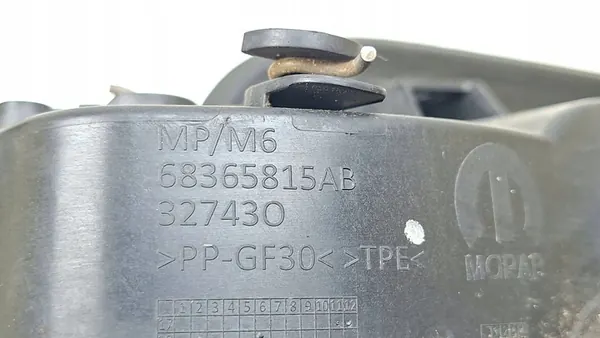 MP/M6
68365815AB
327430
>PP-GF30< >TPE<
MOPAR
1 2 3 4 5 6 7 8 9 10 11 12